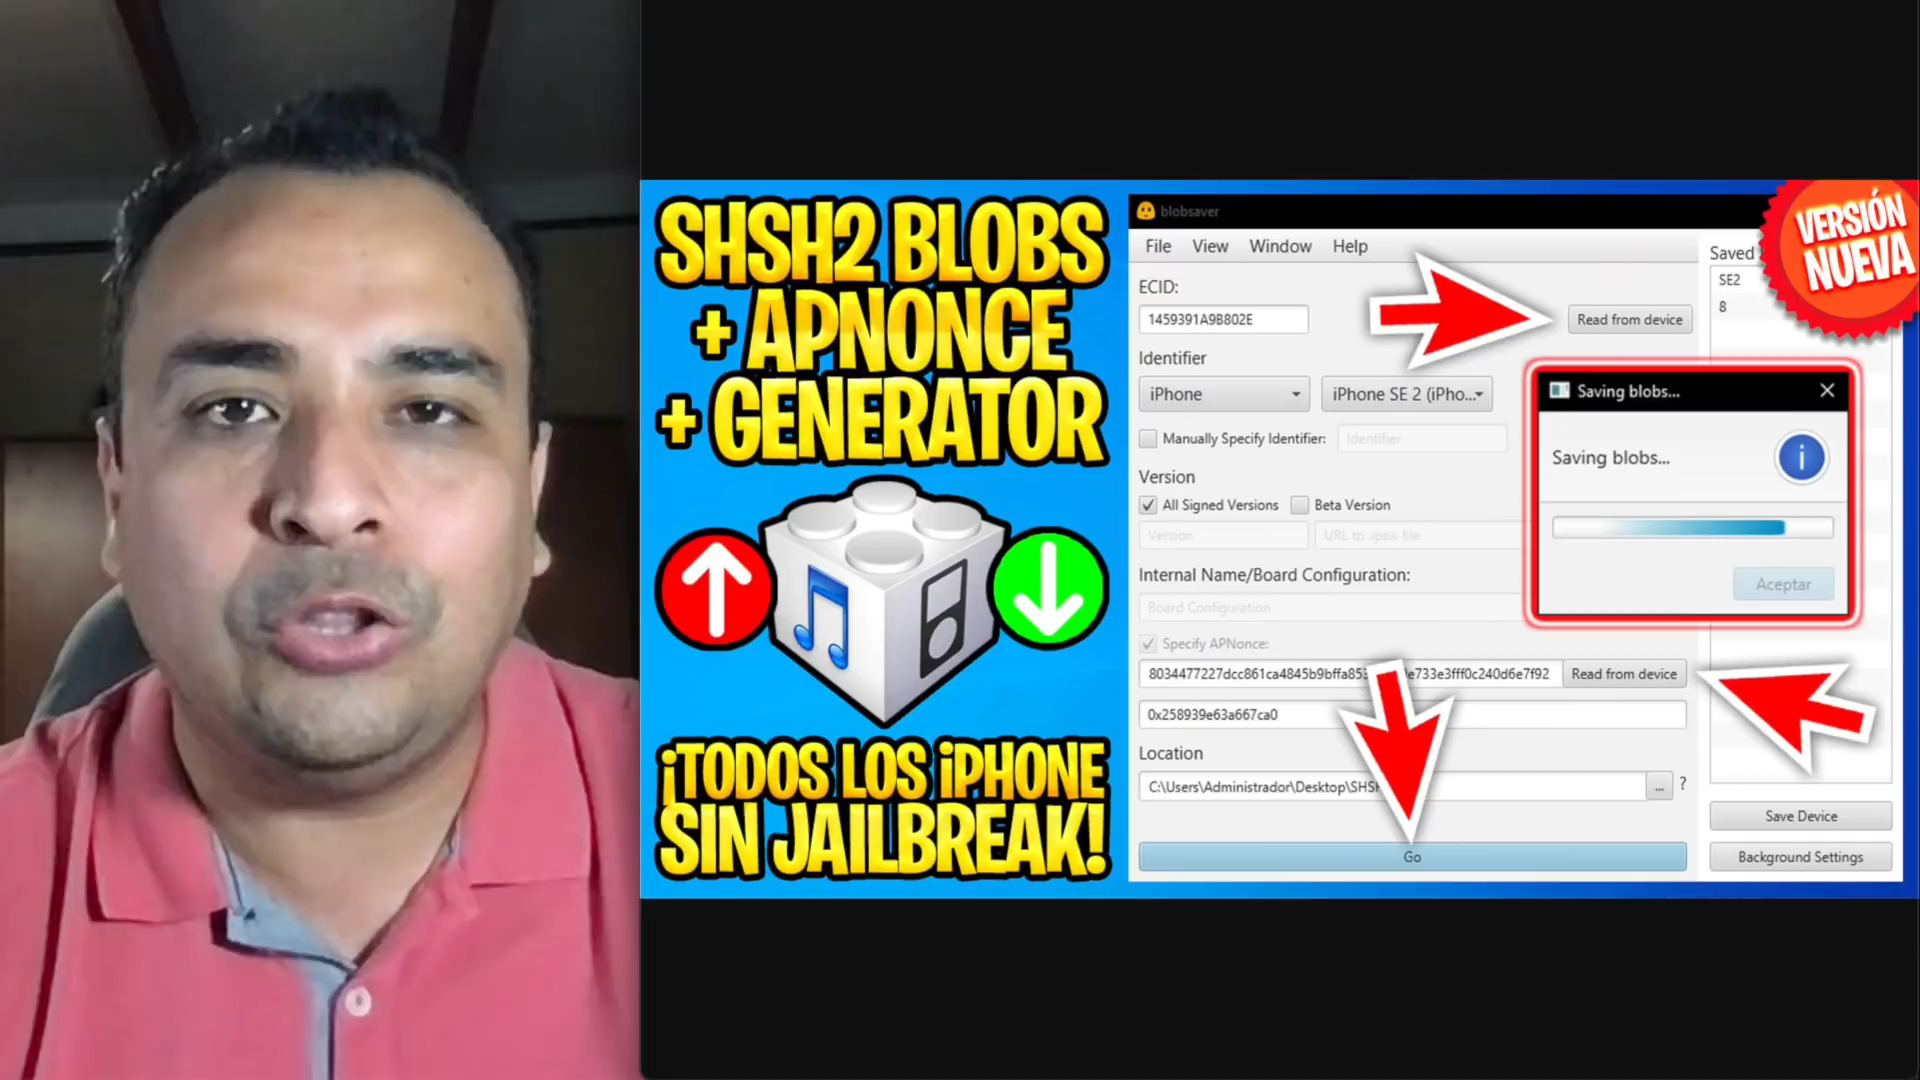 SHSH2 BLOBS
+ APNONCE
+ GENERATOR
¡TODOS LOS iPHONE
SIN JAILBREAK!
blobsaver
File View Window Help
ECID:
1459391A9B802E
Read from device
Identifier
iPhone
iPhone SE 2 (iPho...
Manually Specify Identifier:
Identifier
Version
All Signed Versions
Beta Version
Version
URL to .ipsw file
Internal Name/Board Configuration:
Board Configuration
Specify APNonce:
Read from device
0x258939e63a667ca0
Location
C:\Users\Administrador\Desktop\SHSH
...
?
Go
VERSIÓN
NUEVA
Saved
SE2
8
Saving blobs...
Saving blobs...
i
Aceptar
Save Device
Background Settings